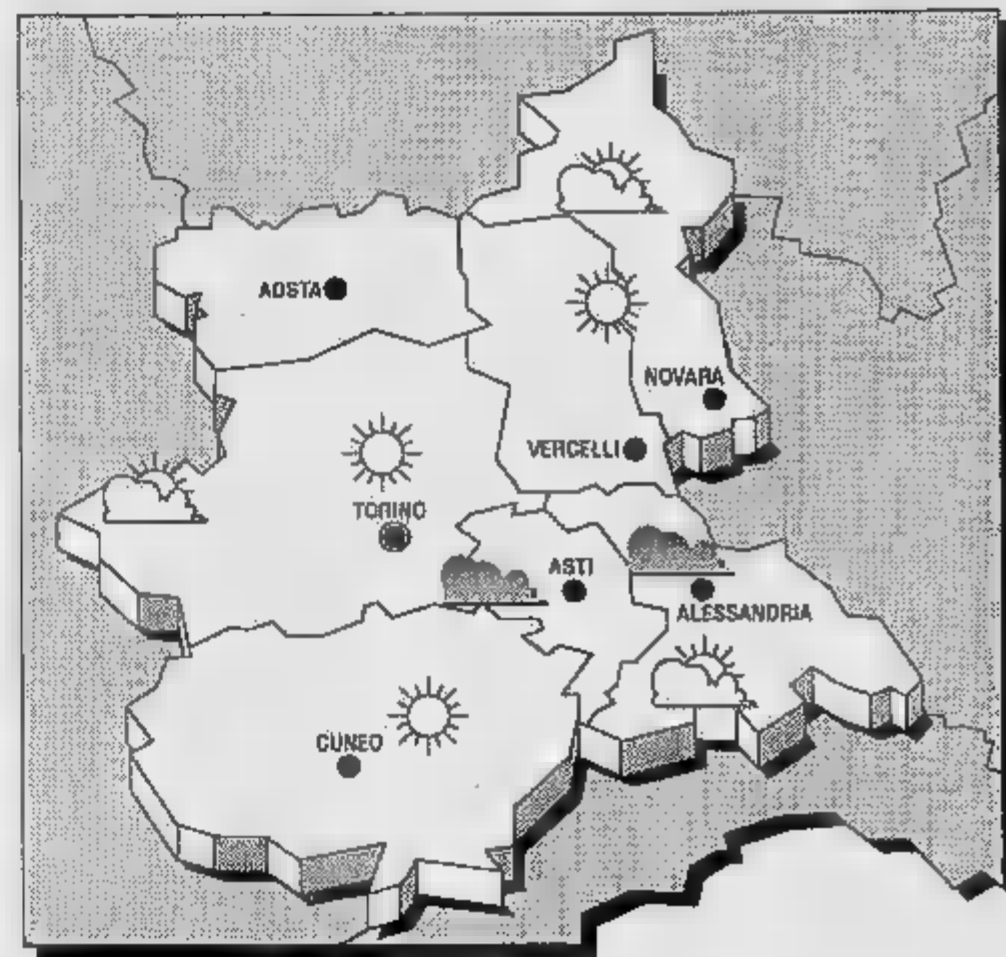 AOSTA
NOVARA
VERCELLI
TORINO
ASTI
ALESSANDRIA
CUNEO